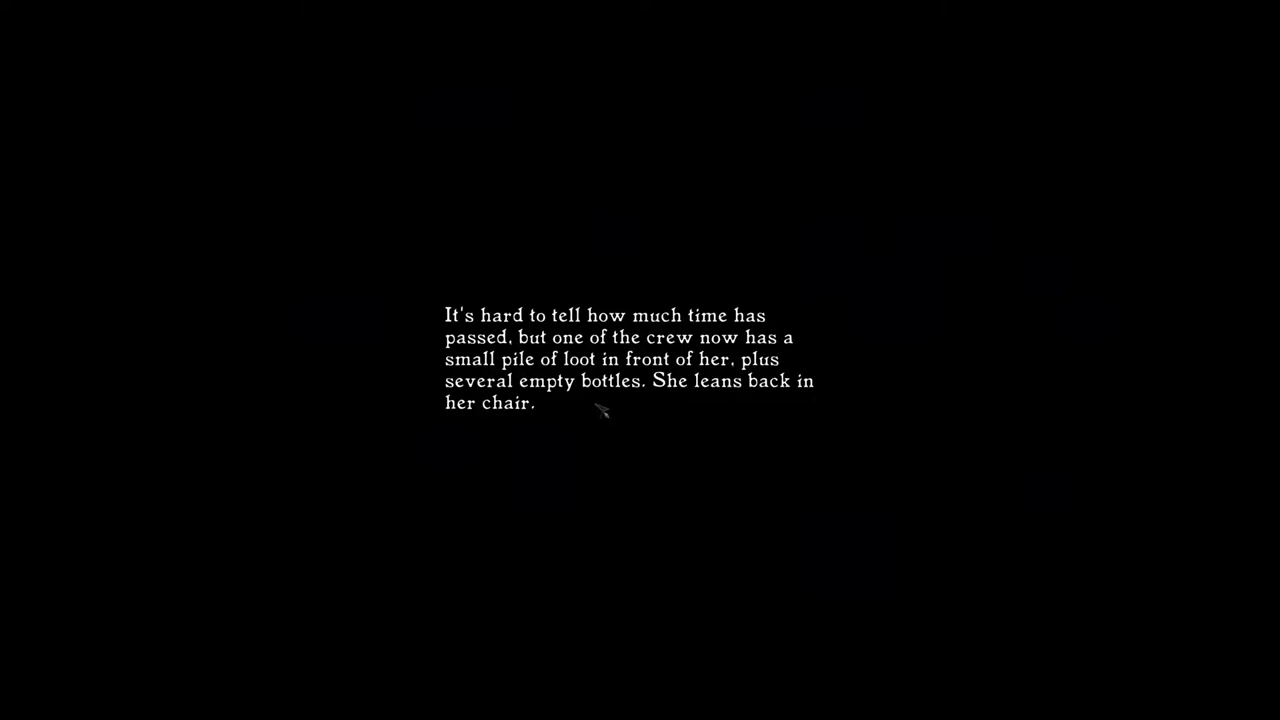 It's hard to tell how much time has
passed, but one of the crew now has a
small pile of loot in front of her, plus
several empty bottles. She leans back in
her chair.